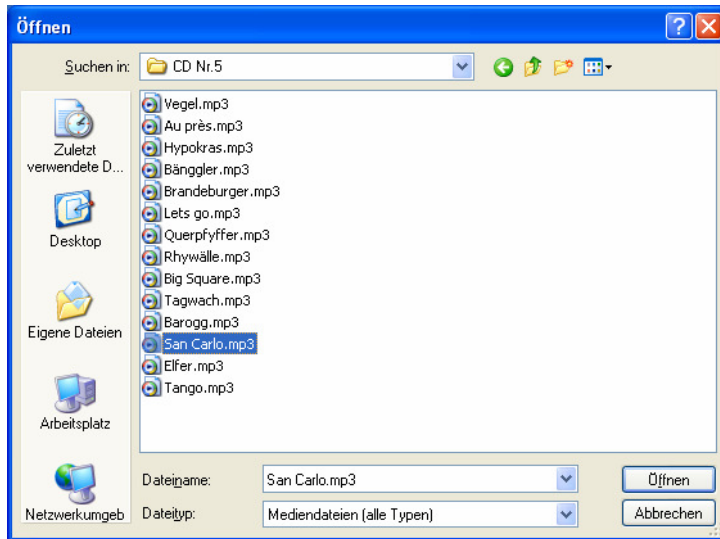 Öffnen
Suchen in: CD Nr.5
Zuletzt
verwendete D...
Desktop
Eigene Dateien
Arbeitsplatz
Netzwerkumgeb
Vegel.mp3
Au près.mp3
Hypokras.mp3
Bänggler.mp3
Brandeburger.mp3
Lets go.mp3
Querpfyffer.mp3
Rhywälle.mp3
Big Square.mp3
Tagwach.mp3
Barogg.mp3
San Carlo.mp3
Elfer.mp3
Tango.mp3
Dateiname: San Carlo.mp3 Öffnen
Dateityp: Mediendateien (alle Typen) Abbrechen